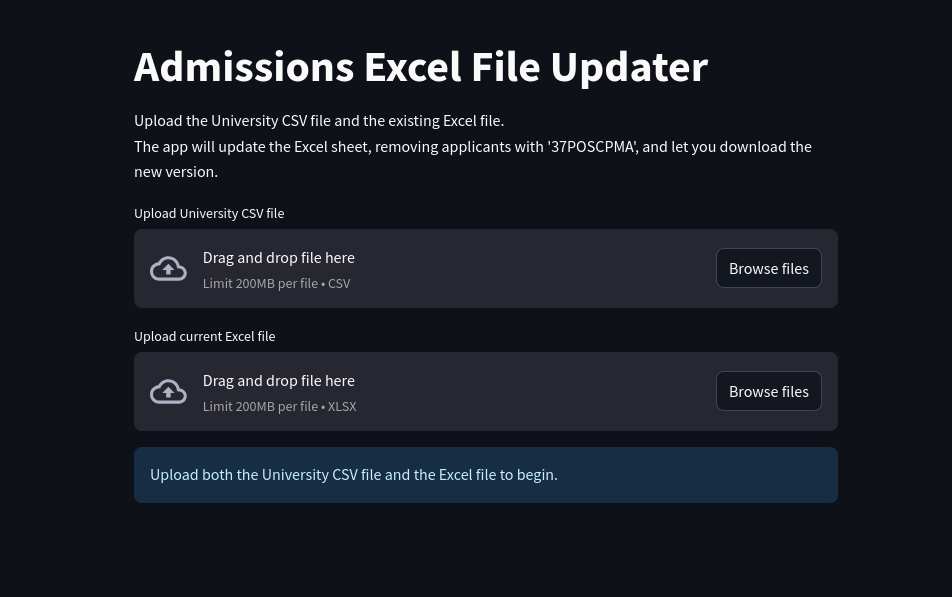 Admissions Excel File Updater
Upload the University CSV file and the existing Excel file.
The app will update the Excel sheet, removing applicants with '37POSCPMA', and let you download the
new version.
Upload University CSV file
Drag and drop file here
Limit 200MB per file • CSV
Browse files
Upload current Excel file
Drag and drop file here
Limit 200MB per file • XLSX
Browse files
Upload both the University CSV file and the Excel file to begin.